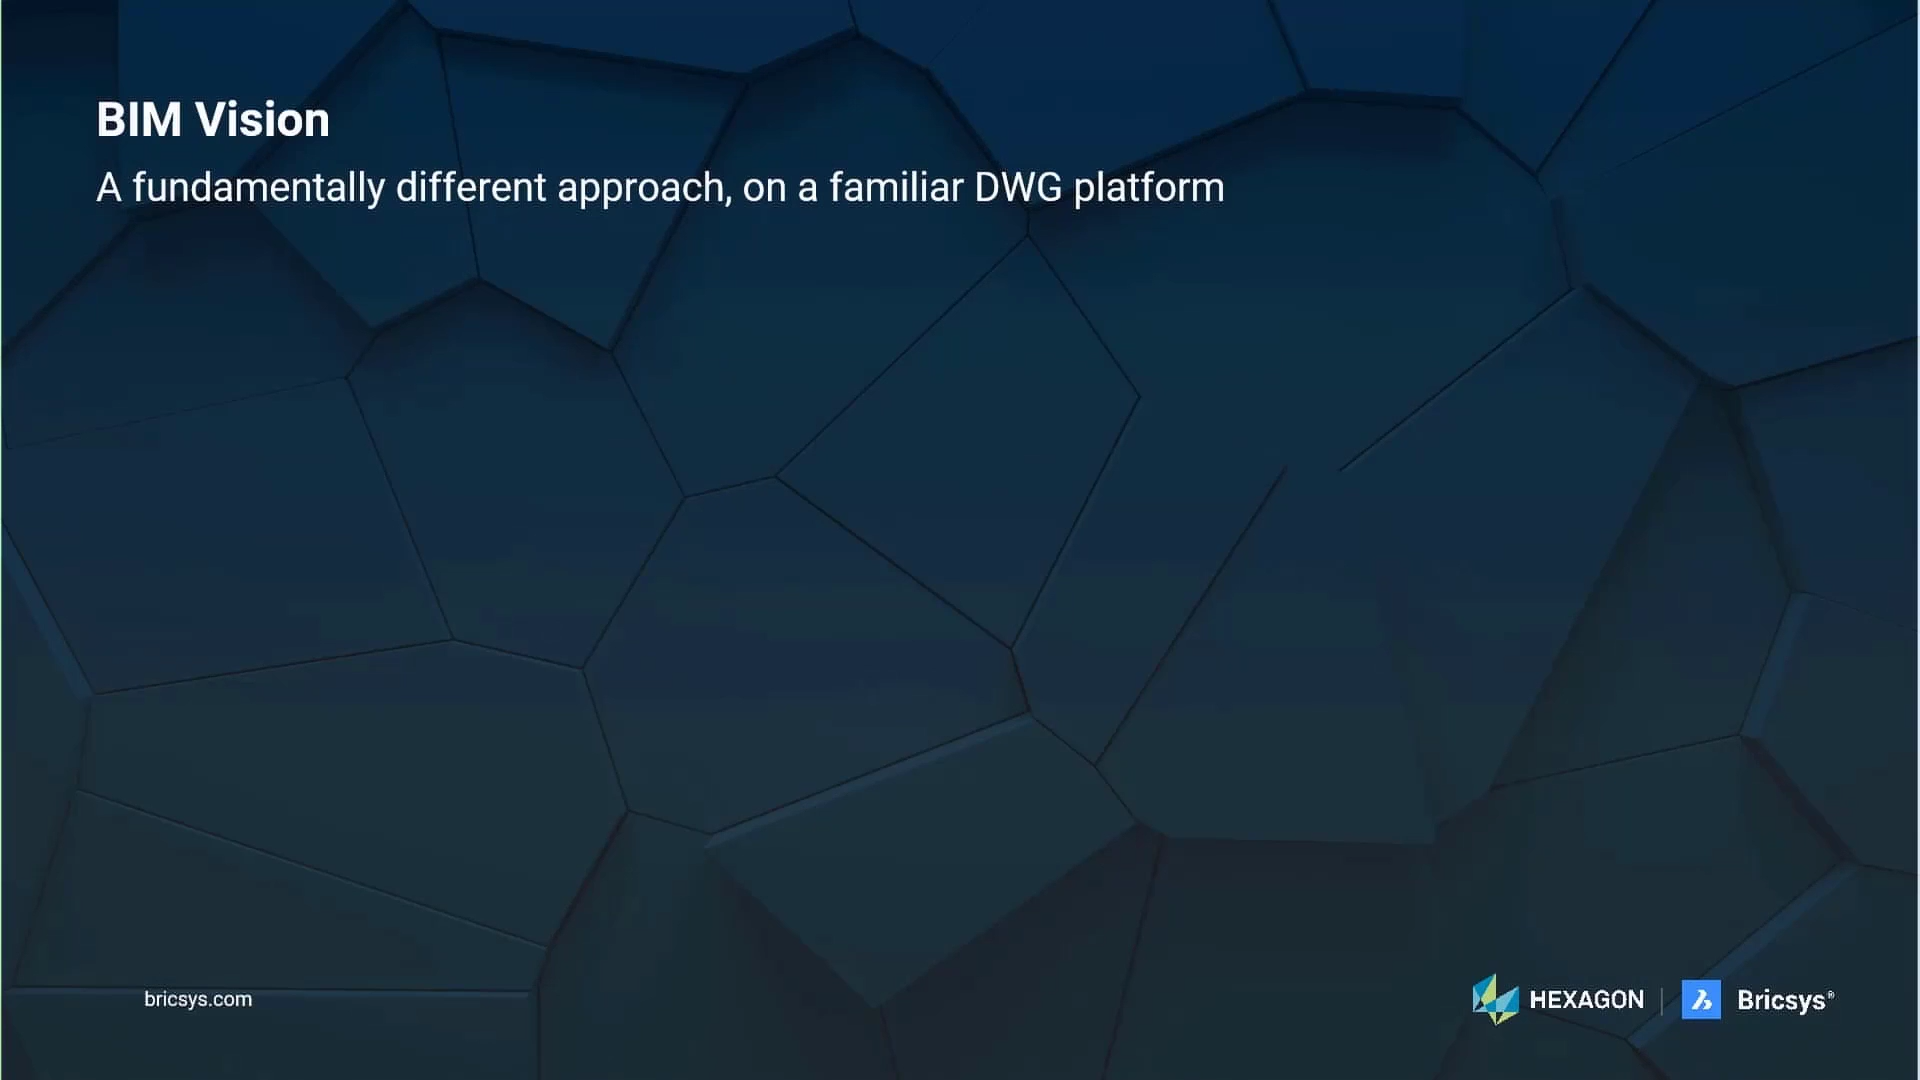 BIM Vision
A fundamentally different approach, on a familiar DWG platform
bricsys.com
HEXAGON | Bricsys®